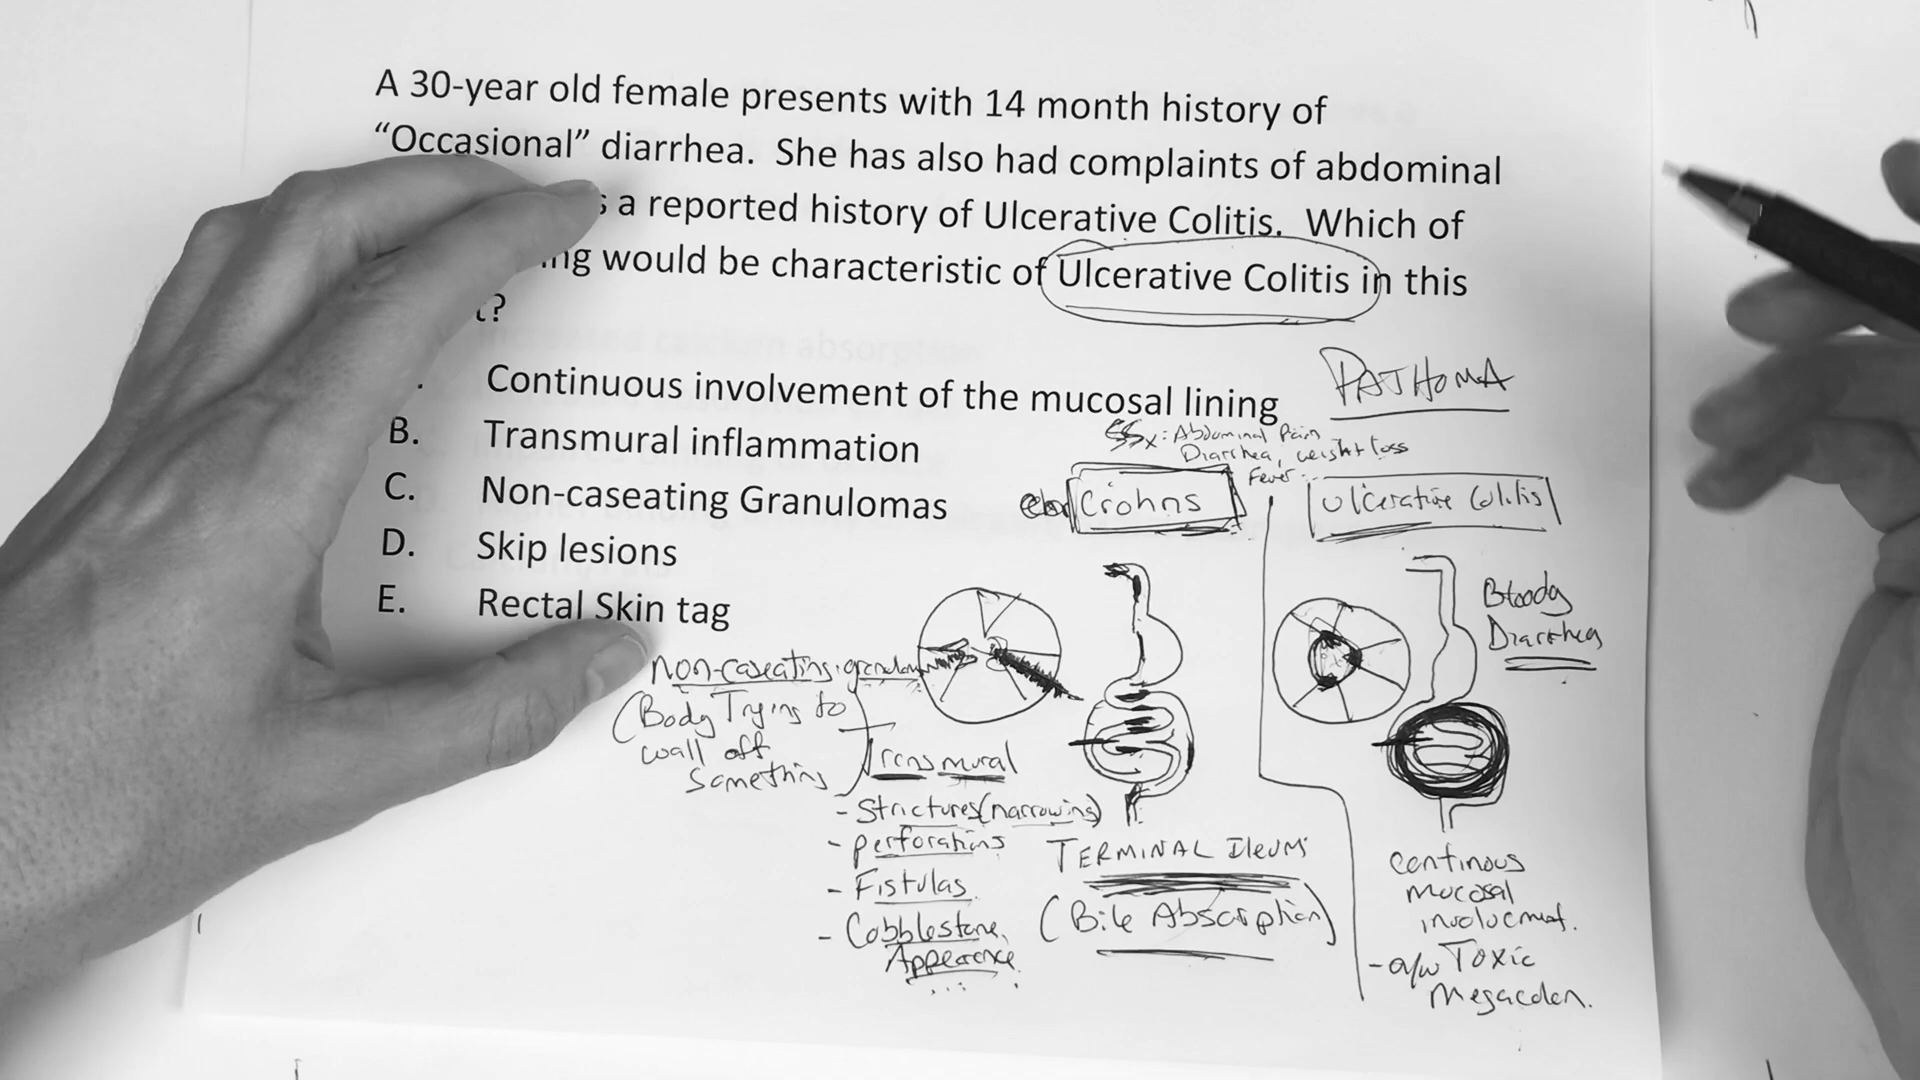 A 30-year old female presents with 14 month history of
“Occasional” diarrhea. She has also had complaints of abdominal
a reported history of Ulcerative Colitis. Which of
would be characteristic of Ulcerative Colitis in this
?
Continuous involvement of the mucosal lining
B. Transmural inflammation
C. Non-caseating Granulomas
D. Skip lesions
E. Rectal Skin tag
PATHOMA
Sx: Abdominal Pain
Diarrhea, weight loss
Fever
Crohns
Ulcerative Colitis
Bloody
Diarrhea
Non-caseating
(Body Trying to
wall off
Something
Transmural
- Strictures (narrowing)
- perforations
- Fistulas
- Cobblestone
Appearence
TERMINAL Ileum
(Bile Absorption)
continous
mucosal
- a/w Toxic
Megacolon.